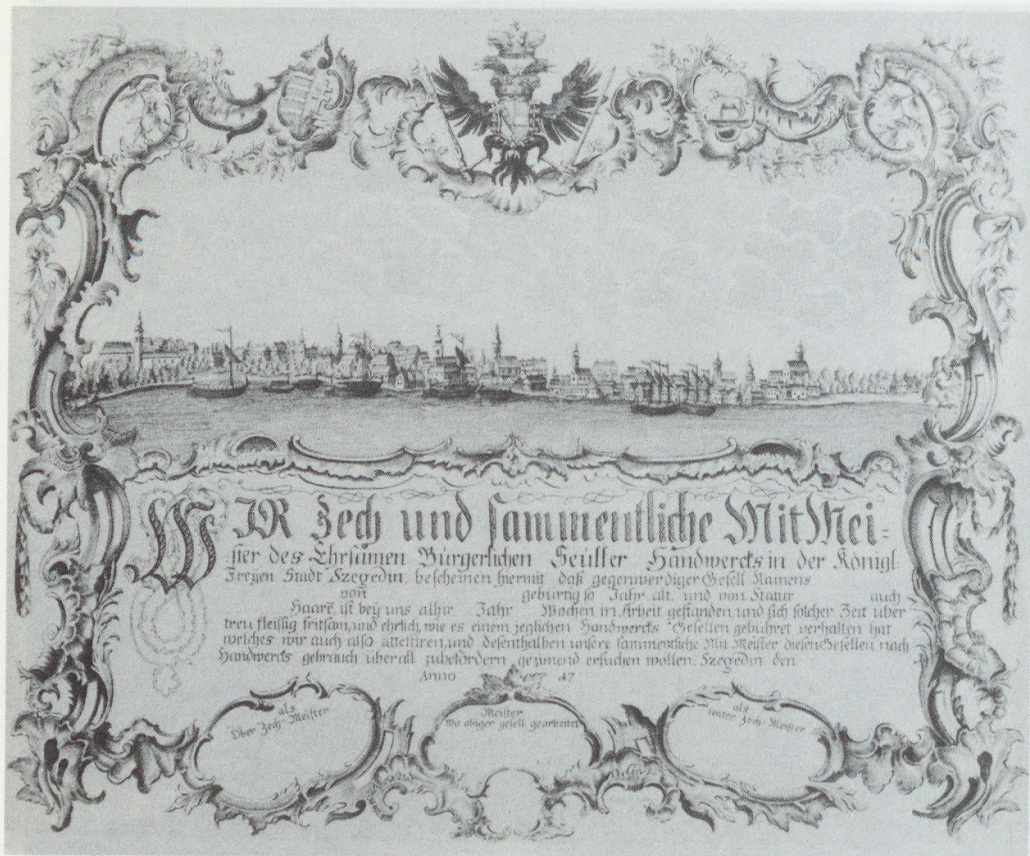 WIR Zech und sammentliche Mit Mei=
ster des Ehrsumen Bürgerlichen Seuller Handwercks in der Königl.
Freyen Stadt Szegedin, bescheinen hiermit daß gegenwerdiger Gesell Namens
von gebürtig so Jahr alt, und von Statur auch
Haare, ist bey uns alhir Jahr Wochen in Arbeit gestanden, und sich solcher Zeit über
treu fleissig fritsam, und ehrlich, wie es einem jeglichen Handwercks Gesellen gebühret verhalten hat
welches wir auch also attestiren, und desenthalben unsere sammentliche Mit Meister diesen Gesellen nach
Handwercks gebrauch überall zubefördern geziemend ersuchen wollen. Szegedin den
Anno 17
als
Ober Zech-Meister
Meister
wo obiger gesell gearbeitet
als
unter Zech-Meister